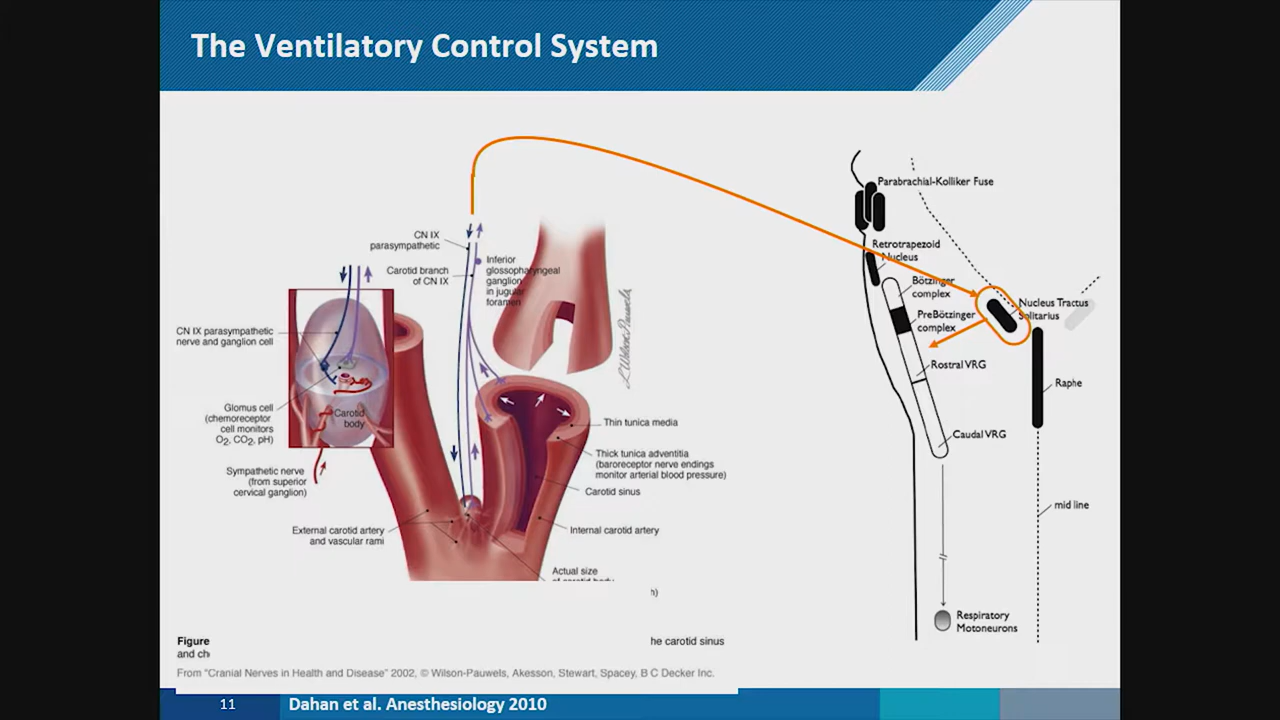 The Ventilatory Control System
CN IX
parasympathetic
Carotid branch
of CN IX
Inferior
glossopharyngeal
ganglion
in jugular
foramen
L.Wilson-Pauwels
CN IX parasympathetic
nerve and ganglion cell
Glomus cell
(chemoreceptor
cell monitors
O2, CO2, pH)
Carotid
body
Sympathetic nerve
(from superior
cervical ganglion)
External carotid artery
and vascular rami
Thin tunica media
Thick tunica adventitia
(baroreceptor nerve endings
monitor arterial blood pressure)
Carotid sinus
Internal carotid artery
Actual size
of carotid body
h)
Parabrachial-Kolliker Fuse
Retrotrapezoid
Nucleus
Bötzinger
complex
PreBötzinger
complex
Nucleus Tractus
Solitarius
Rostral VRG
Raphe
Caudal VRG
mid line
Respiratory
Motoneurons
Figure
he carotid sinus
and ch
From "Cranial Nerves in Health and Disease" 2002, © Wilson-Pauwels, Akesson, Stewart, Spacey, B C Decker Inc.
11
Dahan et al. Anesthesiology 2010